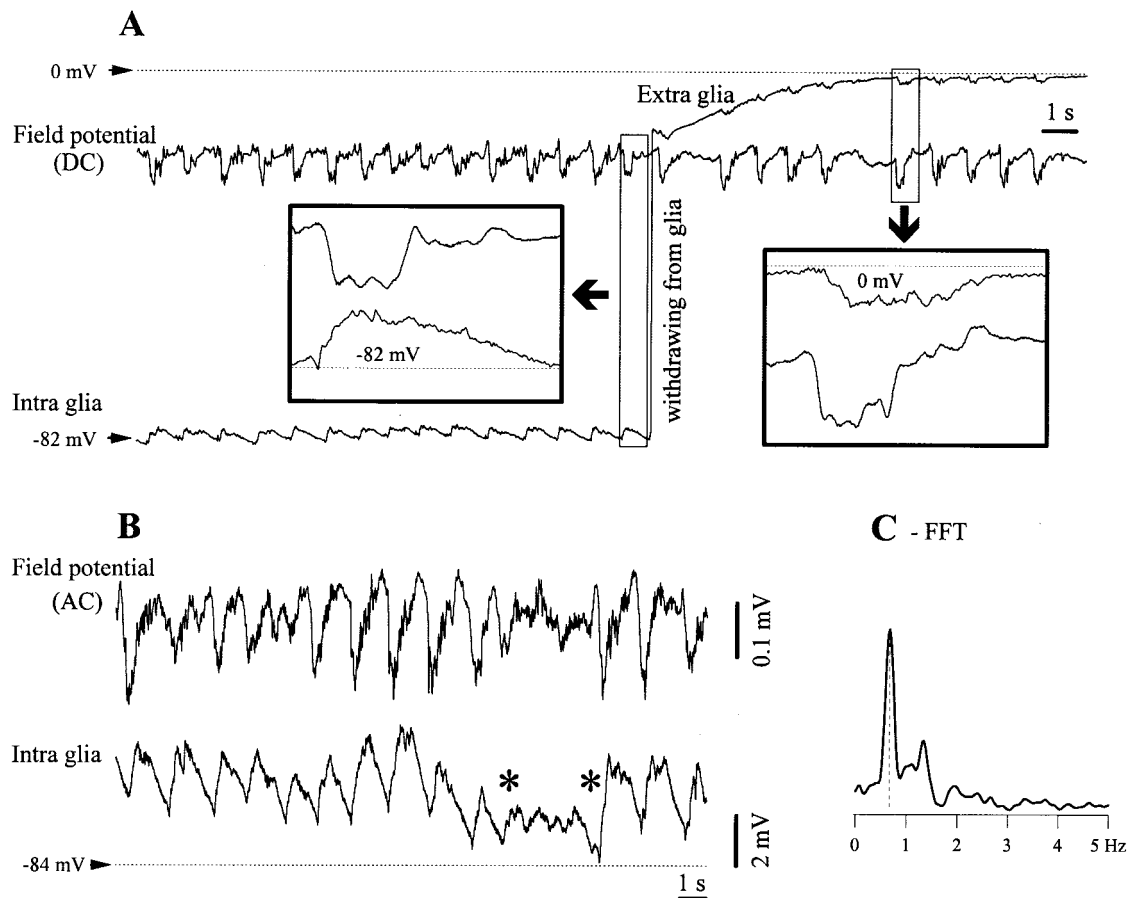 A
0 mV
Extra glia
1 s
Field potential
(DC)
withdrawing from glia
0 mV
-82 mV
Intra glia
-82 mV
B
C - FFT
Field potential
(AC)
0.1 mV
Intra glia
* *
2 mV
-84 mV
1 s
0 1 2 3 4 5 Hz